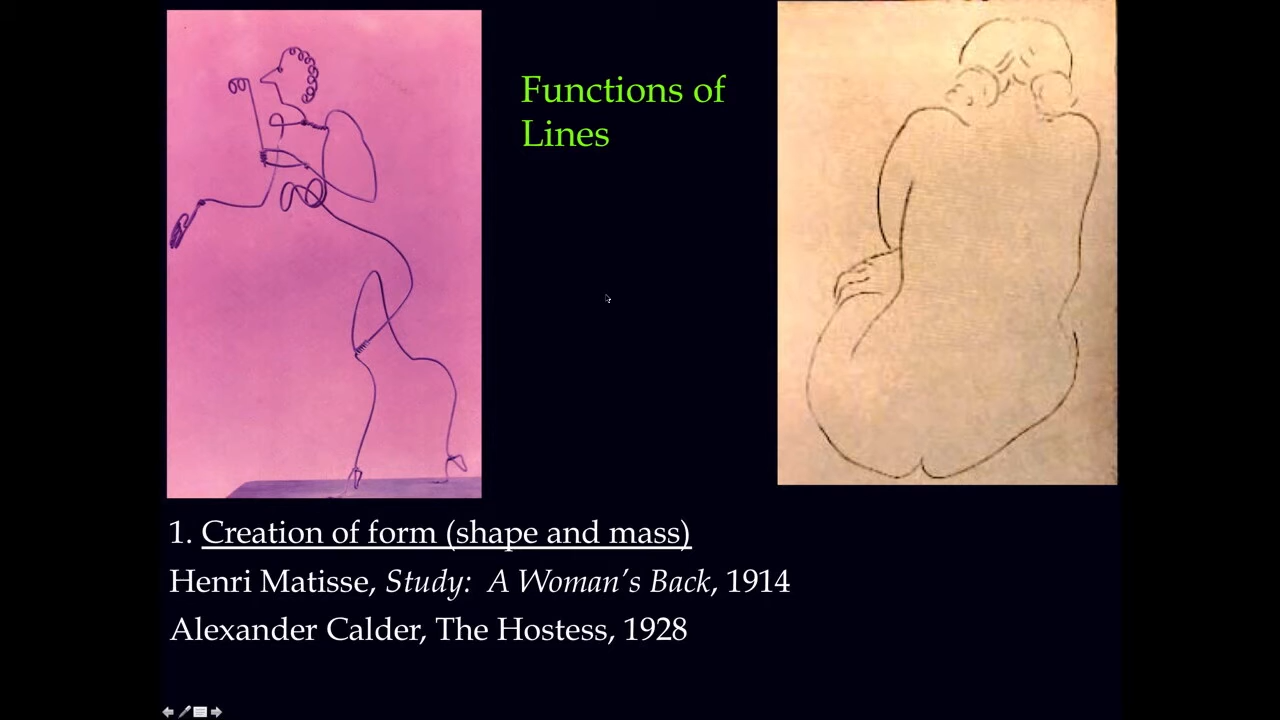 Functions of
Lines
1. Creation of form (shape and mass)
Henri Matisse, Study:  A Woman's Back, 1914
Alexander Calder, The Hostess, 1928